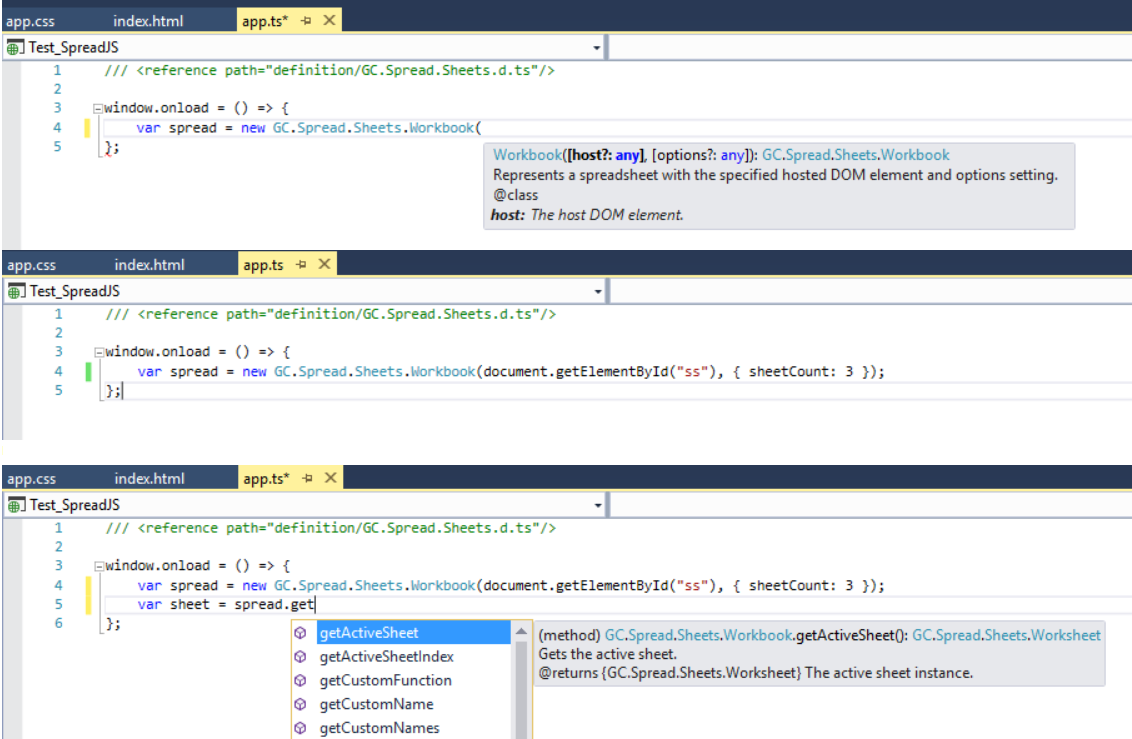 app.css index.html app.ts*
Test_SpreadJS
1 /// <reference path="definition/GC.Spread.Sheets.d.ts"/>
2
3 window.onload = () => {
4 var spread = new GC.Spread.Sheets.Workbook(
5 };
Workbook([host?: any], [options?: any]): GC.Spread.Sheets.Workbook
Represents a spreadsheet with the specified hosted DOM element and options setting.
@class
host: The host DOM element.
app.css index.html app.ts
Test_SpreadJS
1 /// <reference path="definition/GC.Spread.Sheets.d.ts"/>
2
3 window.onload = () => {
4 var spread = new GC.Spread.Sheets.Workbook(document.getElementById("ss"), { sheetCount: 3 });
5 };
app.css index.html app.ts*
Test_SpreadJS
1 /// <reference path="definition/GC.Spread.Sheets.d.ts"/>
2
3 window.onload = () => {
4 var spread = new GC.Spread.Sheets.Workbook(document.getElementById("ss"), { sheetCount: 3 });
5 var sheet = spread.get
6 };
getActiveSheet
getActiveSheetIndex
getCustomFunction
getCustomName
getCustomNames
(method) GC.Spread.Sheets.Workbook.getActiveSheet(): GC.Spread.Sheets.Worksheet
Gets the active sheet.
@returns {GC.Spread.Sheets.Worksheet} The active sheet instance.